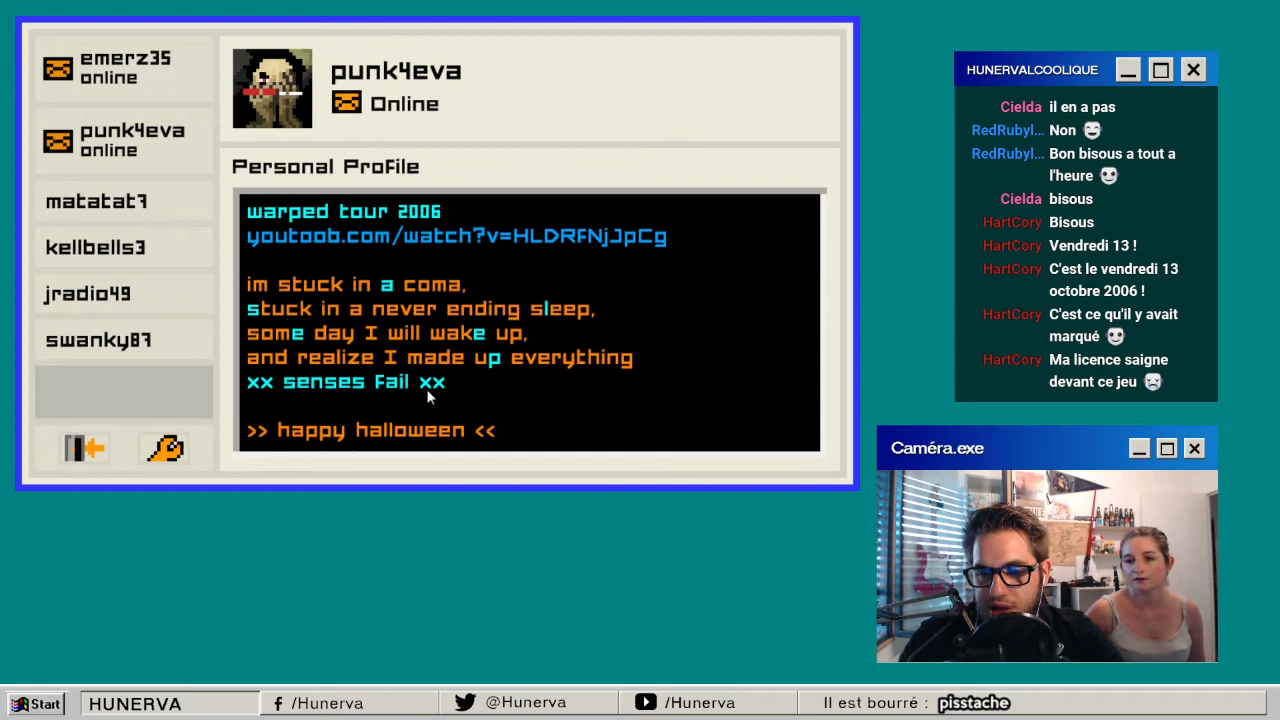 emerz35
online
punk4eva
online
matatat7
kellbells3
jradio49
swanky87
punk4eva
Online
Personal Profile
warped tour 2006
youtoob.com/watch?v=HLDRFNjJpCg
im stuck in a coma,
stuck in a never ending sleep,
some day I will wake up,
and realize I made up everything
xx senses Fail xx
>> happy halloween <<
HUNERVALCOOLIQUE
Cielda il en a pas
RedRubyl... Non
RedRubyl... Bon bisous a tout a
l'heure
Cielda bisous
HartCory Bisous
HartCory Vendredi 13 !
HartCory C'est le vendredi 13
octobre 2006 !
HartCory C'est ce qu'il y avait
marqué
HartCory Ma licence saigne
devant ce jeu
Caméra.exe
Start
HUNERVA
/Hunerva
@Hunerva
/Hunerva
Il est bourré : pisstache